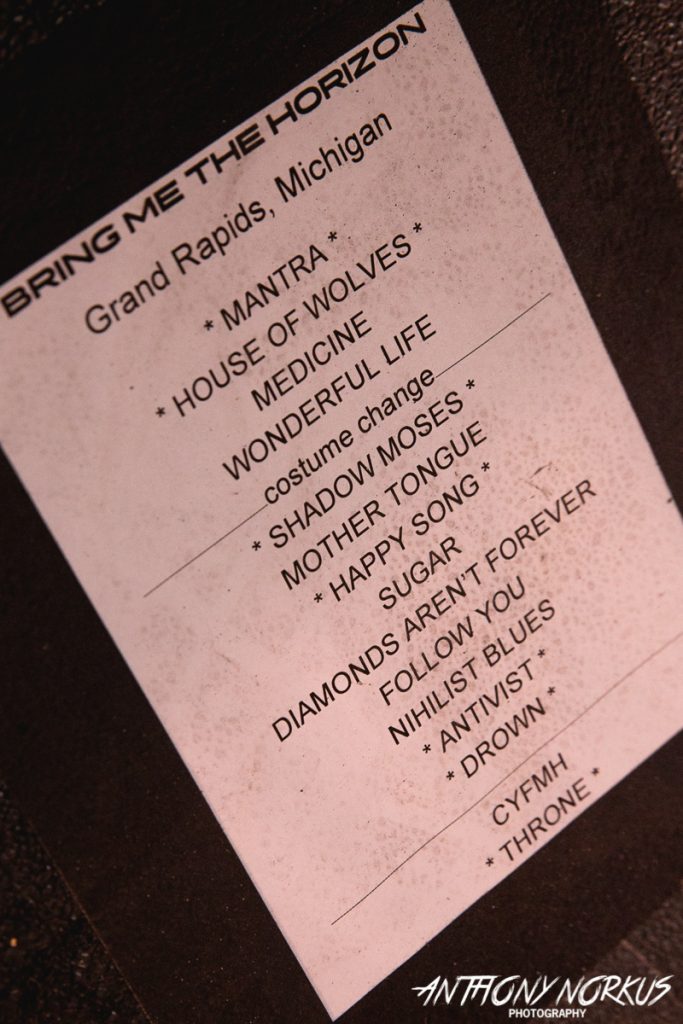 BRING ME THE HORIZON
Grand Rapids, Michigan
* MANTRA *
* HOUSE OF WOLVES *
MEDICINE
WONDERFUL LIFE
costume change
* SHADOW MOSES *
MOTHER TONGUE
* HAPPY SONG *
SUGAR
DIAMONDS AREN'T FOREVER
FOLLOW YOU
NIHILIST BLUES
* ANTIVIST *
* DROWN *
CYFMH
* THRONE *
ANTHONY NORKUS
PHOTOGRAPHY